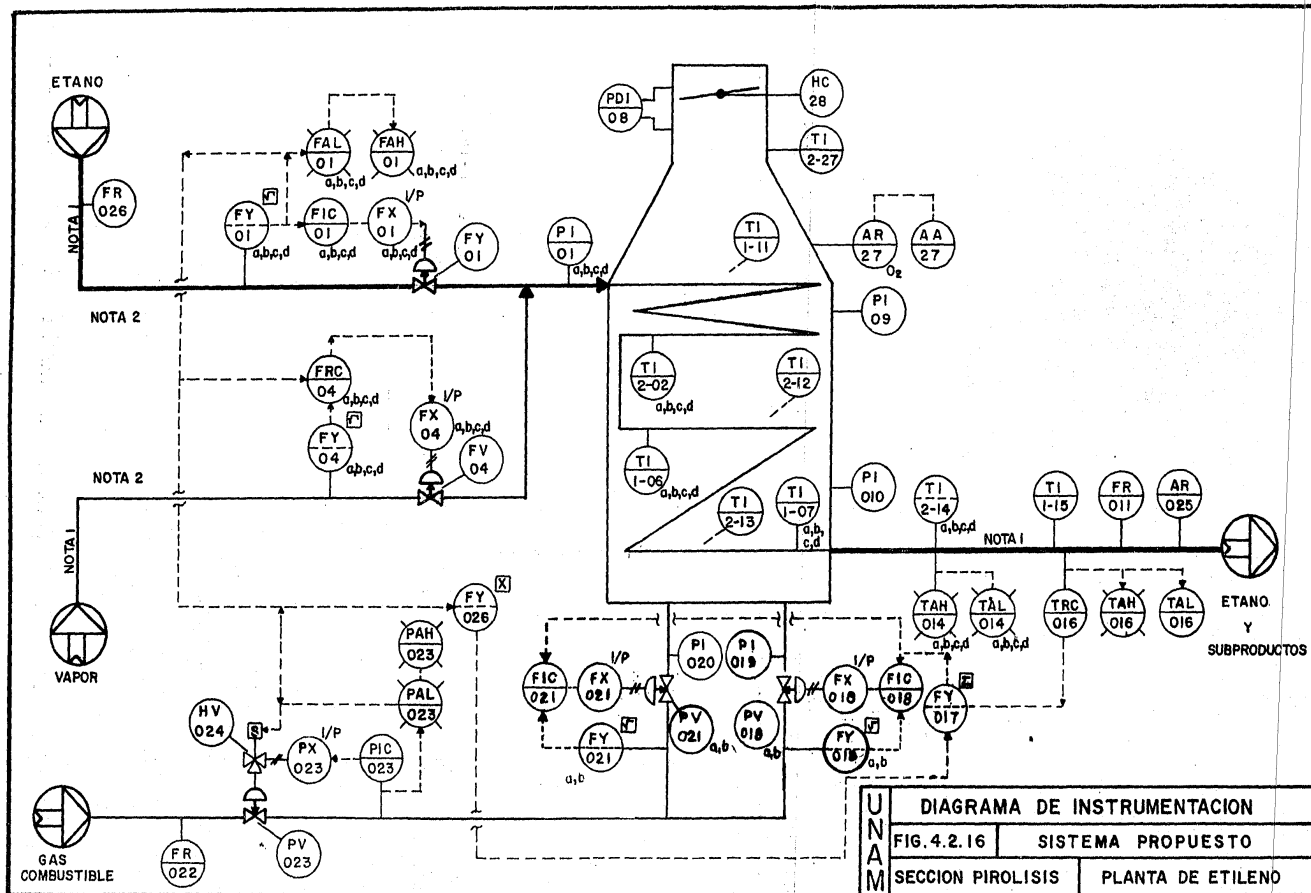 ETANO
FR
026
NOTA 1
NOTA 2
FAL
01
a,b,c,d
FAH
01
a,b,c,d
FY
01
√
a,b,c,d
FIC
01
a,b,c,d
FX
01
I/P
a,b,c,d
FY
01
PI
01
a,b,c,d
PDI
08
HC
28
TI
2-27
TI
1-11
AR
27
O2
AA
27
PI
09
FRC
04
a,b,c,d
FY
04
√
a,b,c,d
FX
04
I/P
a,b,c,d
FV
04
NOTA 2
NOTA 1
VAPOR
TI
2-02
a,b,c,d
TI
2-12
TI
1-06
a,b,c,d
TI
2-13
TI
1-07
a,b,
c,d
PI
010
TI
2-14
a,b,c,d
NOTA 1
TI
1-15
FR
011
AR
025
TAH
014
a,b,c,d
TAL
014
a,b,c,d
TRC
016
TAH
016
TAL
016
ETANO
Y
SUBPRODUCTOS
FY
026
X
PAH
023
PAL
023
HV
024
S
PX
023
I/P
PIC
023
PV
023
FR
022
GAS
COMBUSTIBLE
FIC
021
FX
021
I/P
FY
021
√
a,b
PI
020
PV
021
a,b
PI
019
PV
018
a,b
FX
018
I/P
FIC
018
FY
018
√
a,b
FY
017
Σ
UNAM
DIAGRAMA DE INSTRUMENTACION
FIG. 4.2.16
SISTEMA PROPUESTO
SECCION PIROLISIS
PLANTA DE ETILENO